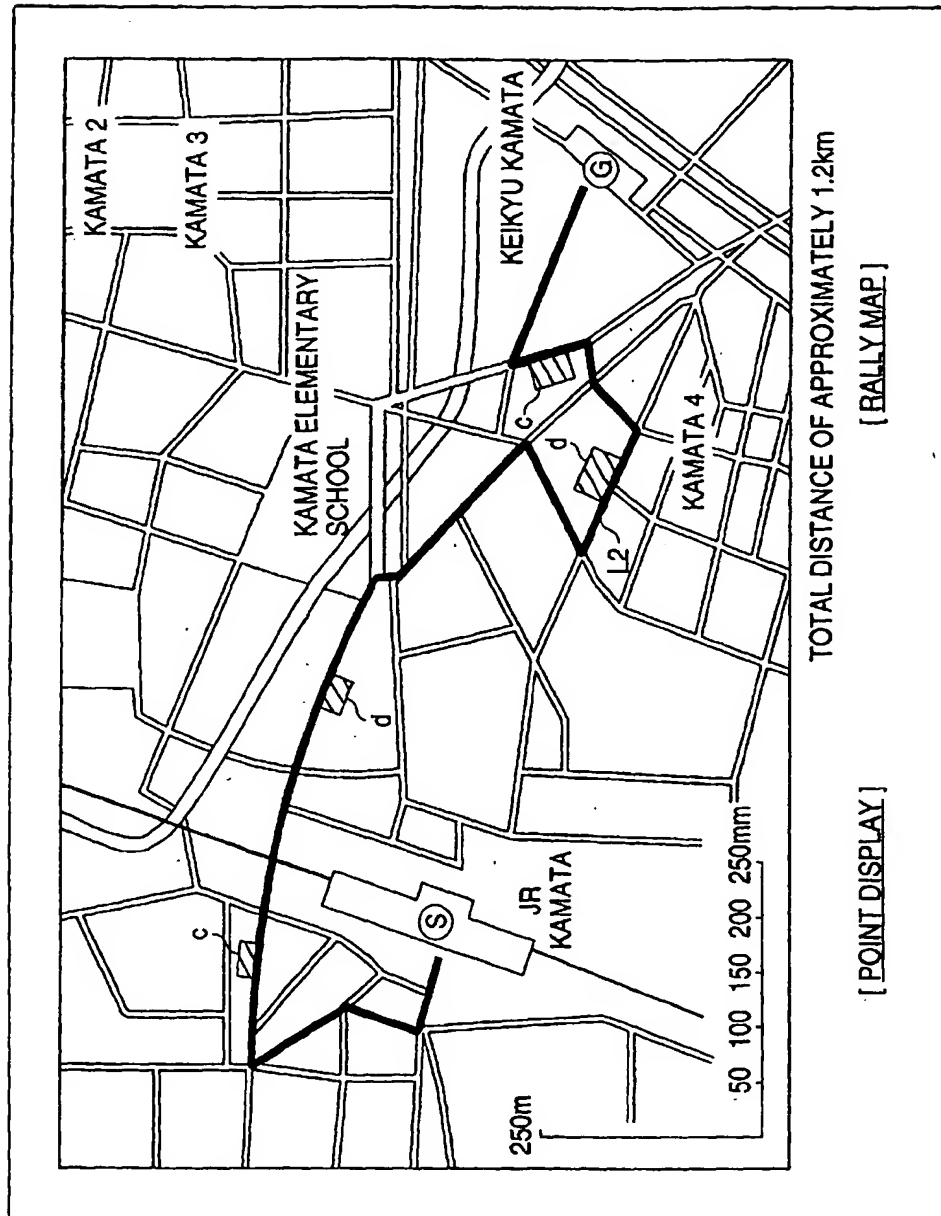 KAMATA 2
KAMATA 3
KAMATA ELEMENTARY
SCHOOL
KEIKYU KAMATA
G
c
d
c
d
L2
KAMATA 4
JR
KAMATA
S
250m
50 100 150 200 250mm
TOTAL DISTANCE OF APPROXIMATELY 1.2km
[POINT DISPLAY]
[RALLY MAP]